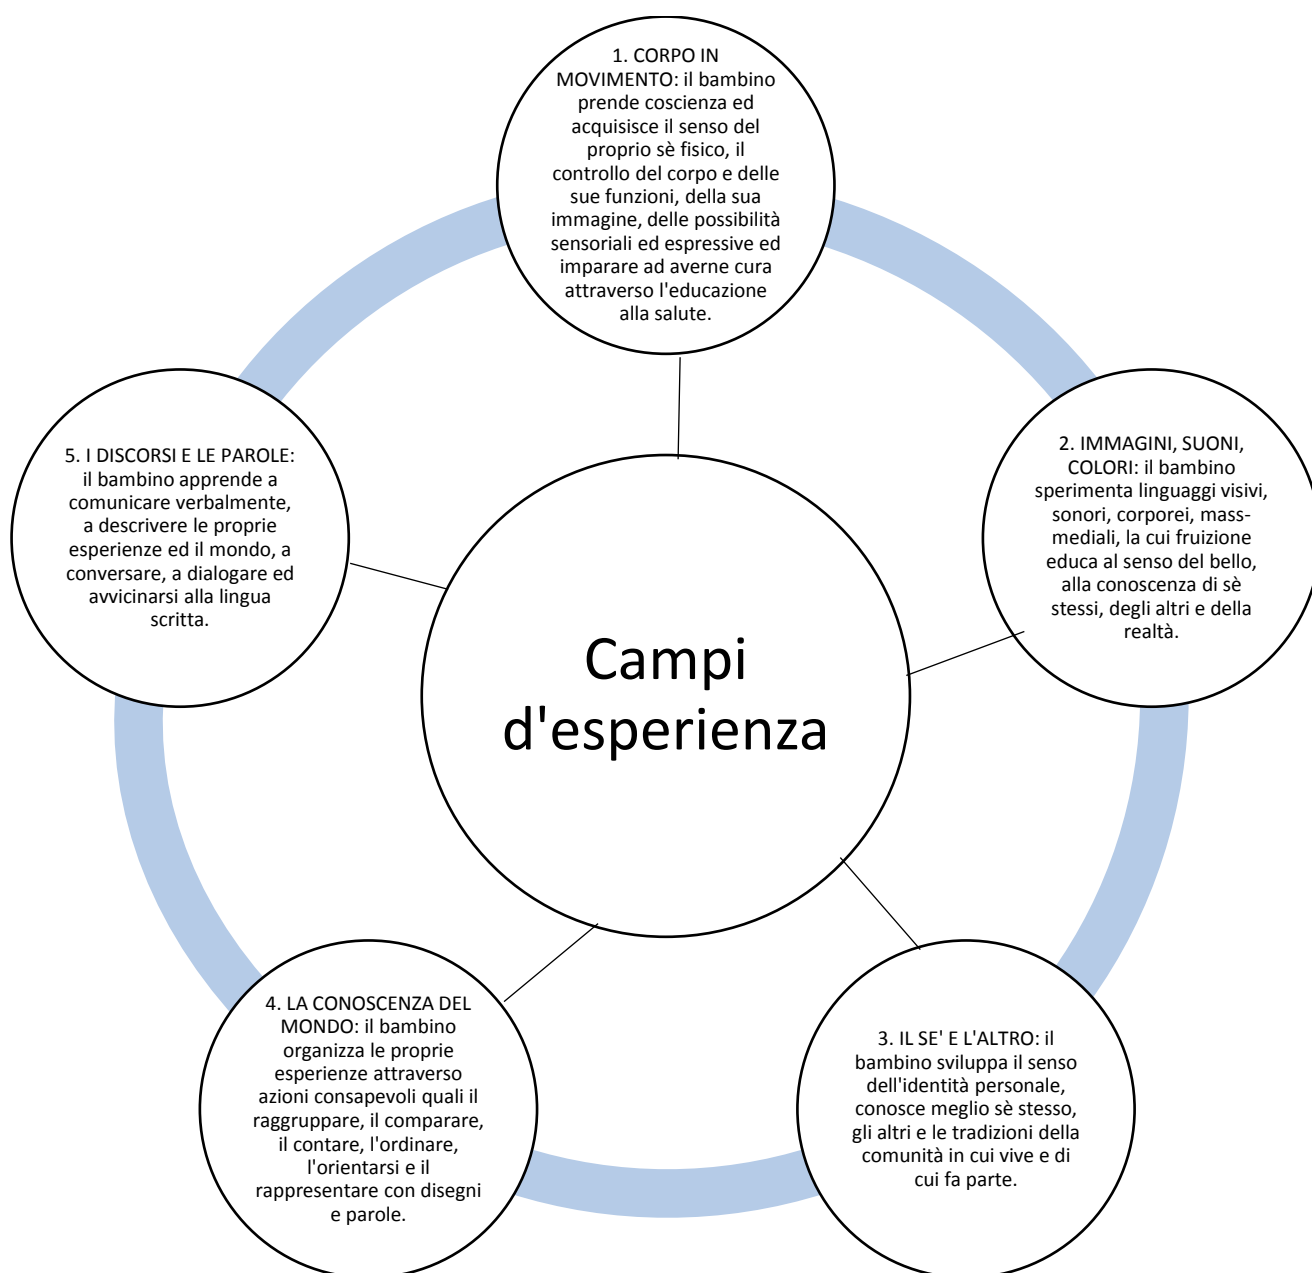 1. CORPO IN
MOVIMENTO: il bambino
prende coscienza ed
acquisisce il senso del
proprio sè fisico, il
controllo del corpo e delle
sue funzioni, della sua
immagine, delle possibilità
sensoriali ed espressive ed
imparare ad averne cura
attraverso l'educazione
alla salute.
2. IMMAGINI, SUONI,
COLORI: il bambino
sperimenta linguaggi visivi,
sonori, corporei, mass-
mediali, la cui fruizione
educa al senso del bello,
alla conoscenza di sè
stessi, degli altri e della
realtà.
3. IL SE' E L'ALTRO: il
bambino sviluppa il senso
dell'identità personale,
conosce meglio sè stesso,
gli altri e le tradizioni della
comunità in cui vive e di
cui fa parte.
4. LA CONOSCENZA DEL
MONDO: il bambino
organizza le proprie
esperienze attraverso
azioni consapevoli quali il
raggruppare, il comparare,
il contare, l'ordinare,
l'orientarsi e il
rappresentare con disegni
e parole.
5. I DISCORSI E LE PAROLE:
il bambino apprende a
comunicare verbalmente,
a descrivere le proprie
esperienze ed il mondo, a
conversare, a dialogare ed
avvicinarsi alla lingua
scritta.
Campi
d'esperienza